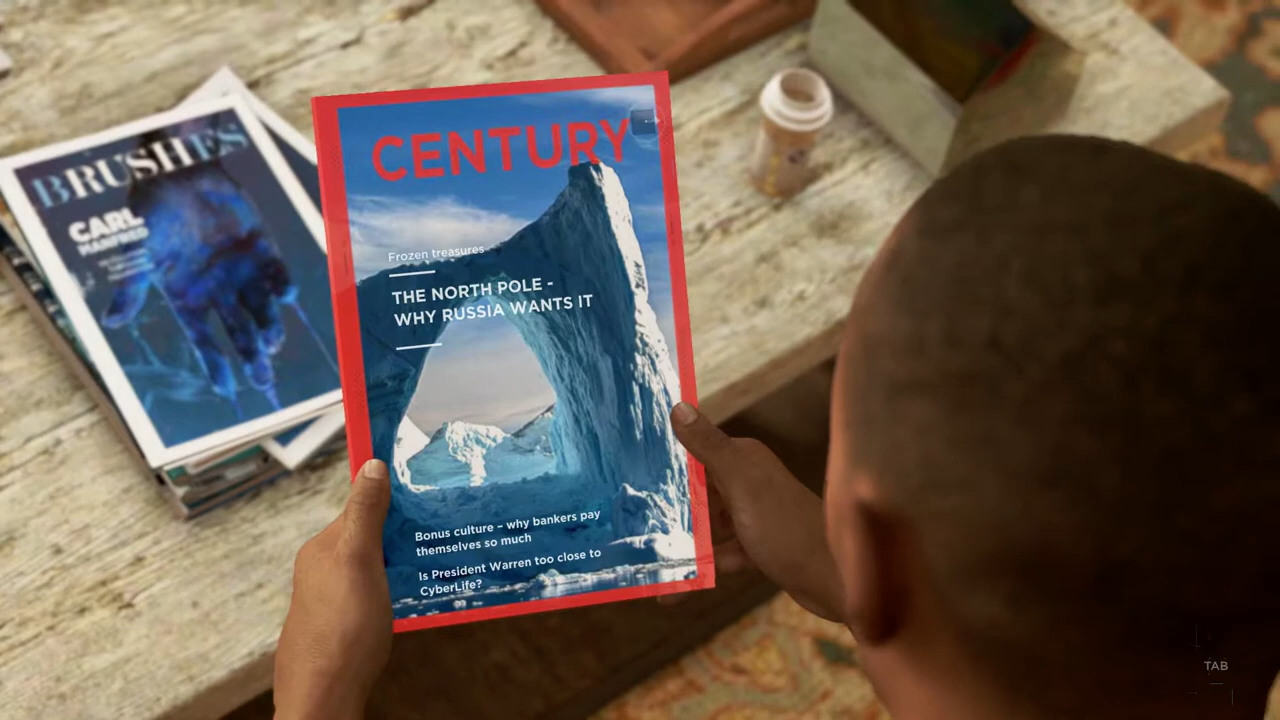 BRUSHES
CARL
MANFRED
CENTURY
Frozen treasures
THE NORTH POLE -
WHY RUSSIA WANTS IT
Bonus culture – why bankers pay
themselves so much
Is President Warren too close to
CyberLife?
TAB